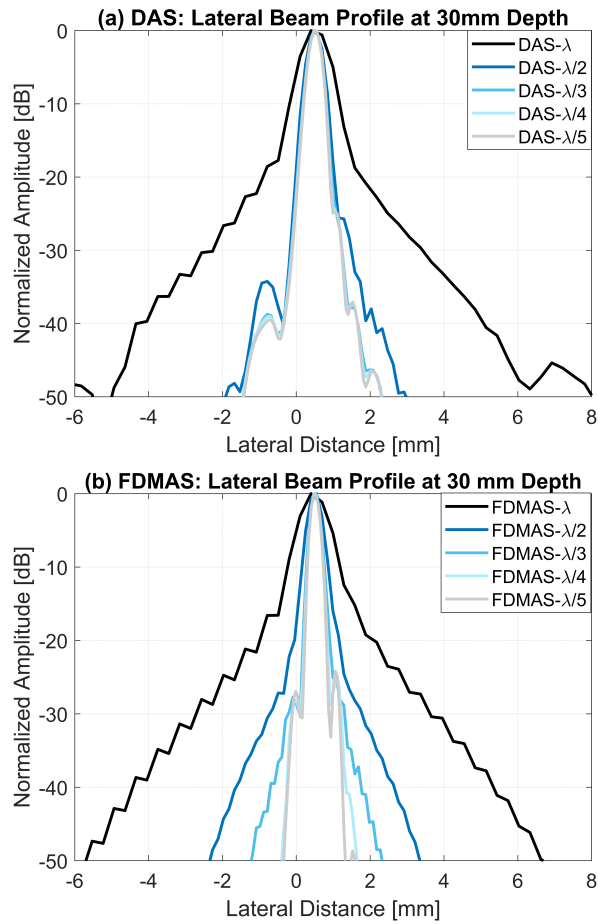 (a) DAS: Lateral Beam Profile at 30mm Depth
Normalized Amplitude [dB]
0
-10
-20
-30
-40
-50
DAS-λ
DAS-λ/2
DAS-λ/3
DAS-λ/4
DAS-λ/5
-6 -4 -2 0 2 4 6 8
Lateral Distance [mm]
(b) FDMAS: Lateral Beam Profile at 30 mm Depth
Normalized Amplitude [dB]
0
-10
-20
-30
-40
-50
FDMAS-λ
FDMAS-λ/2
FDMAS-λ/3
FDMAS-λ/4
FDMAS-λ/5
-6 -4 -2 0 2 4 6 8
Lateral Distance [mm]